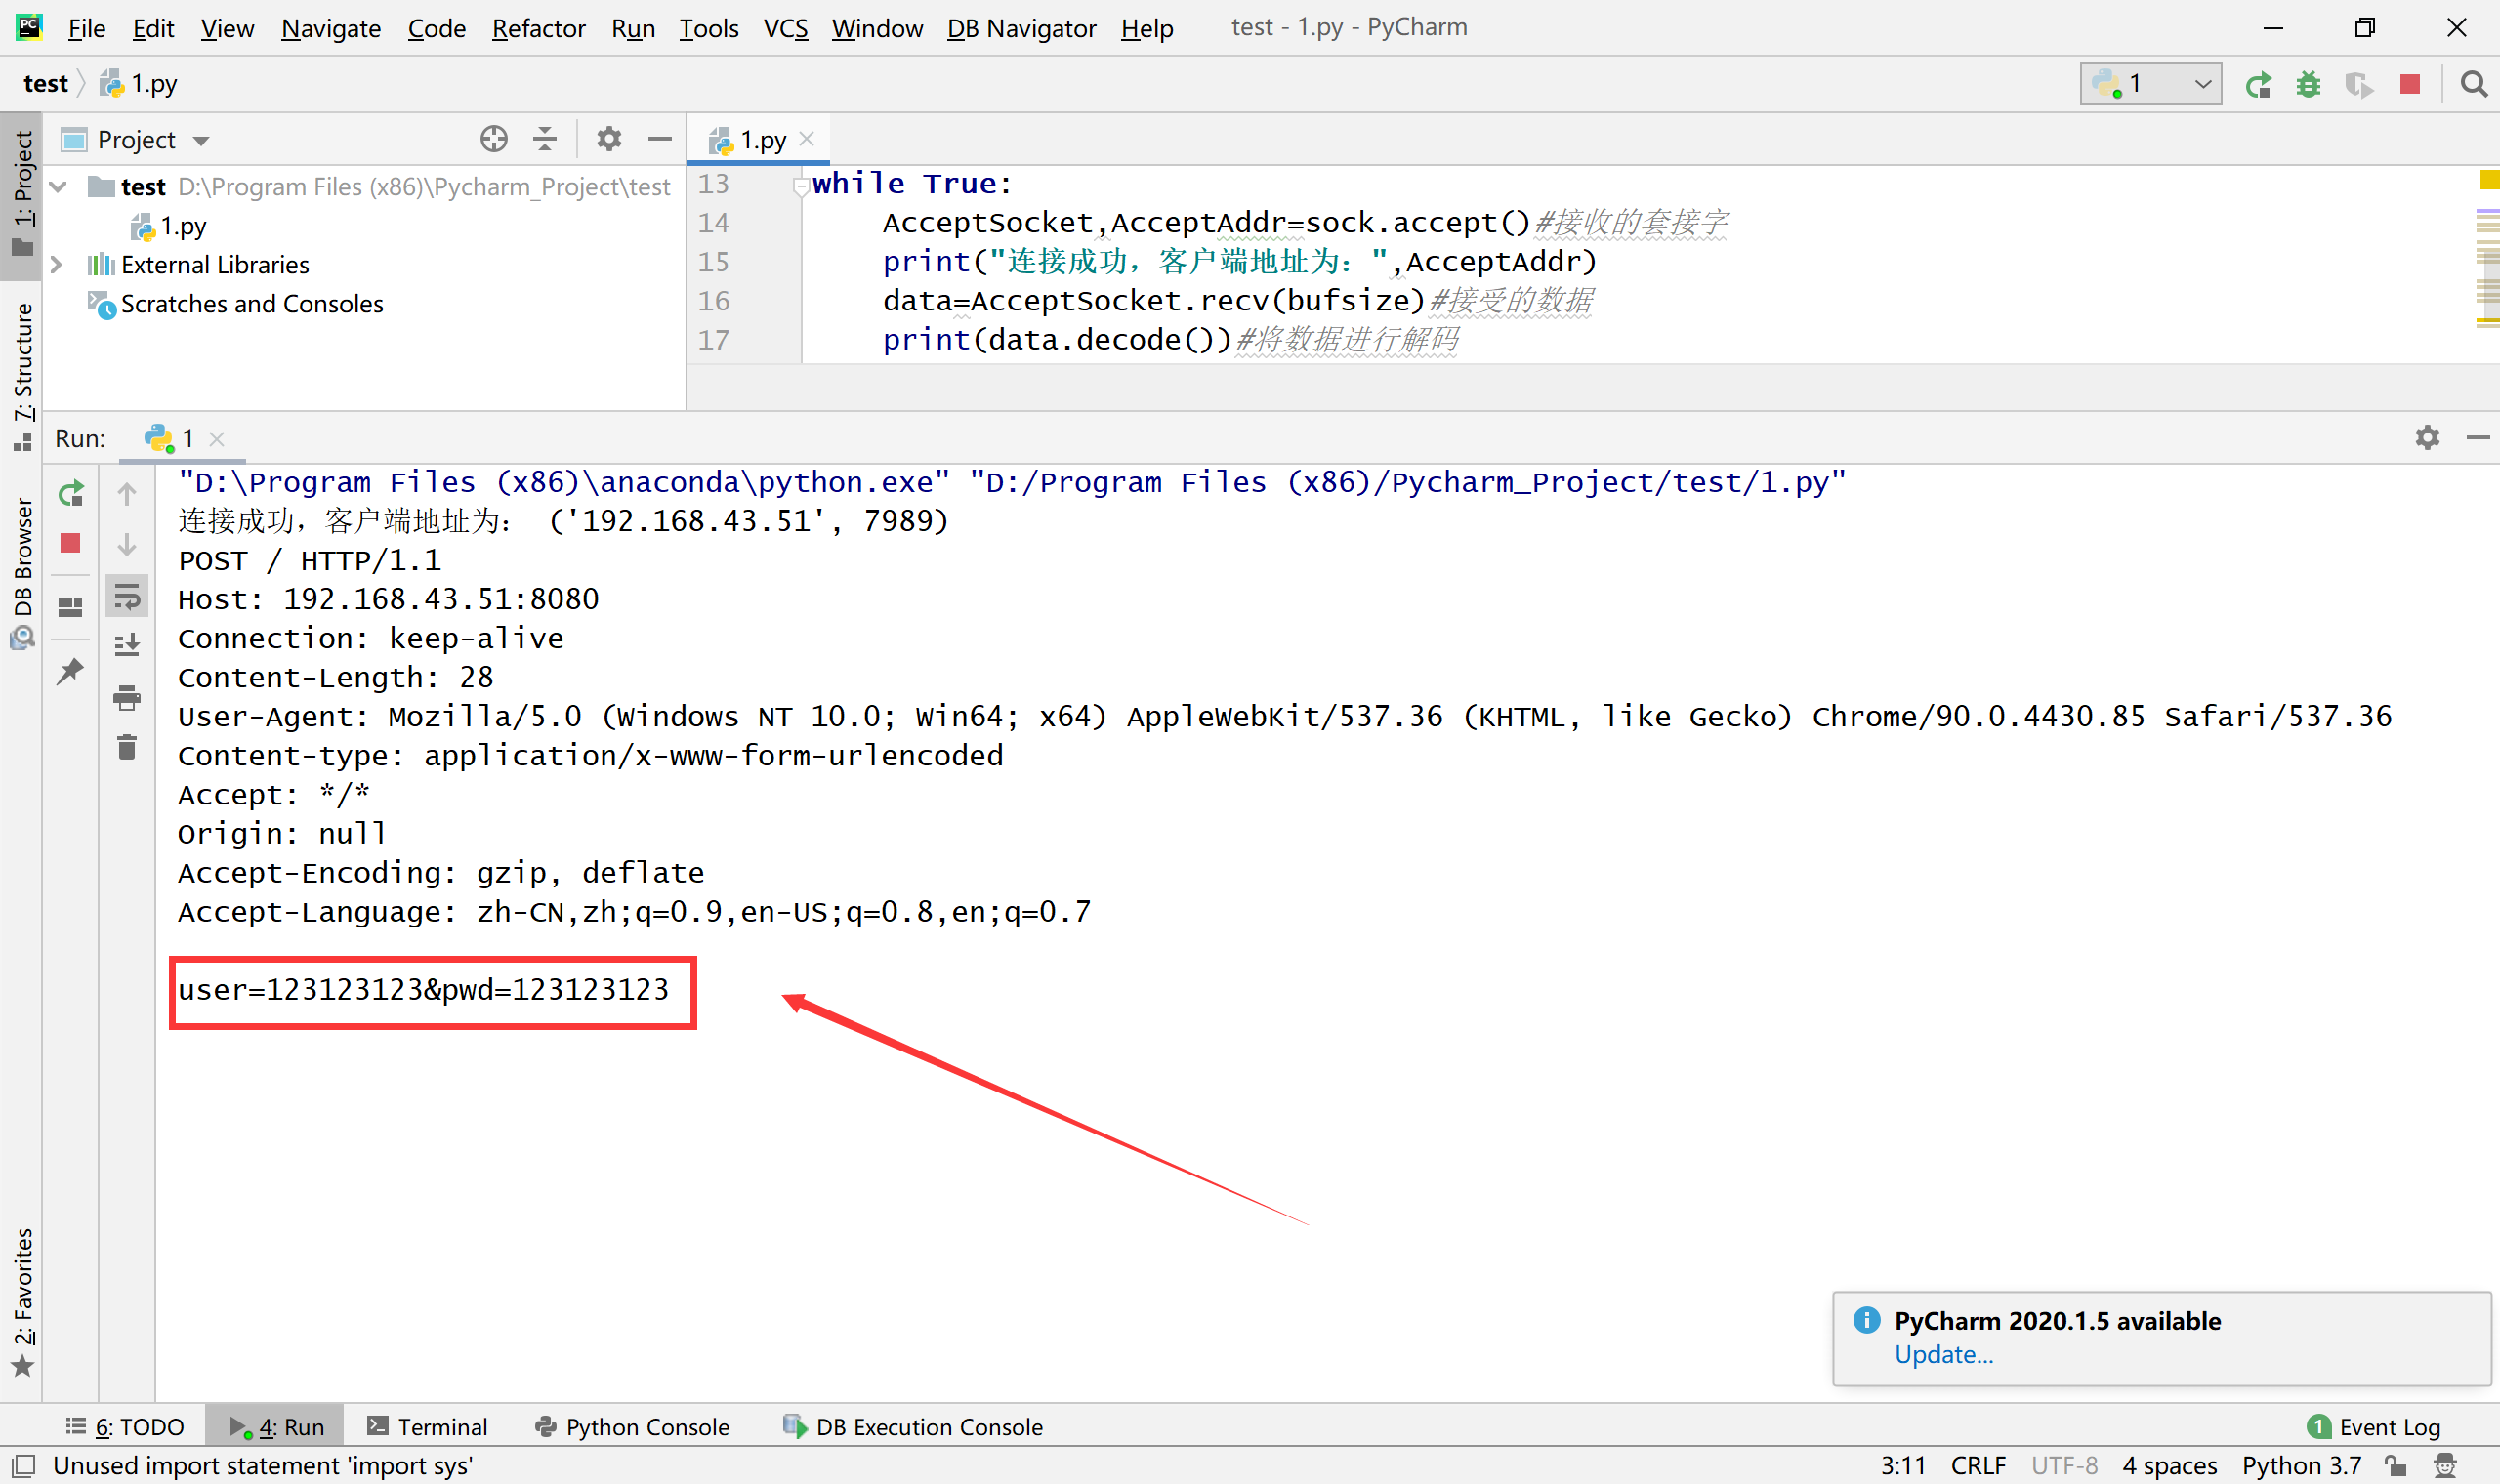 File Edit View Navigate Code Refactor Run Tools VCS Window DB Navigator Help test - 1.py - PyCharm
test 1.py 1
1: Project
7: Structure
DB Browser
2: Favorites
Project
test D:\Program Files (x86)\Pycharm_Project\test
1.py
External Libraries
Scratches and Consoles
1.py
13 while True:
14 AcceptSocket,AcceptAddr=sock.accept()#接收的套接字
15 print("连接成功，客户端地址为：",AcceptAddr)
16 data=AcceptSocket.recv(bufsize)#接受的数据
17 print(data.decode())#将数据进行解码
Run: 1
"D:\Program Files (x86)\anaconda\python.exe" "D:/Program Files (x86)/Pycharm_Project/test/1.py"
连接成功，客户端地址为： ('192.168.43.51', 7989)
POST / HTTP/1.1
Host: 192.168.43.51:8080
Connection: keep-alive
Content-Length: 28
User-Agent: Mozilla/5.0 (Windows NT 10.0; Win64; x64) AppleWebKit/537.36 (KHTML, like Gecko) Chrome/90.0.4430.85 Safari/537.36
Content-type: application/x-www-form-urlencoded
Accept: */*
Origin: null
Accept-Encoding: gzip, deflate
Accept-Language: zh-CN,zh;q=0.9,en-US;q=0.8,en;q=0.7
user=123123123&pwd=123123123
PyCharm 2020.1.5 available
Update...
6: TODO 4: Run Terminal Python Console DB Execution Console 1 Event Log
Unused import statement 'import sys' 3:11 CRLF UTF-8 4 spaces Python 3.7